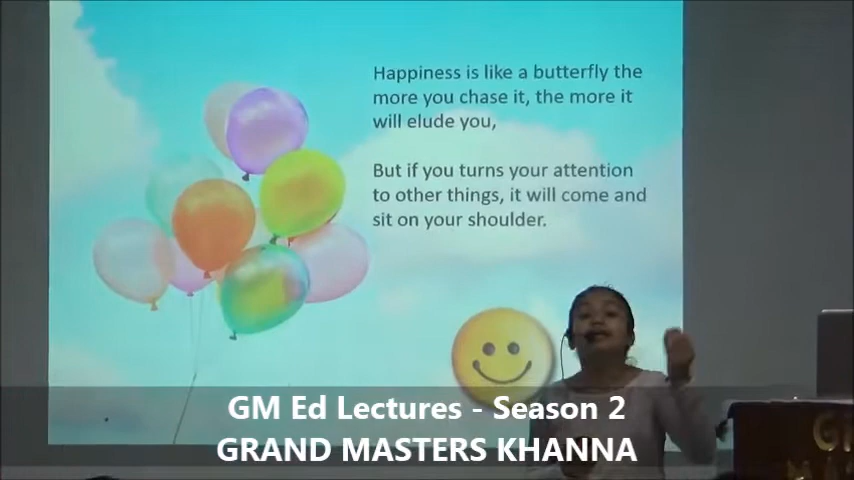 Happiness is like a butterfly the
more you chase it, the more it
will elude you,
But if you turns your attention
to other things, it will come and
sit on your shoulder.
GM Ed Lectures - Season 2
GRAND MASTERS KHANNA